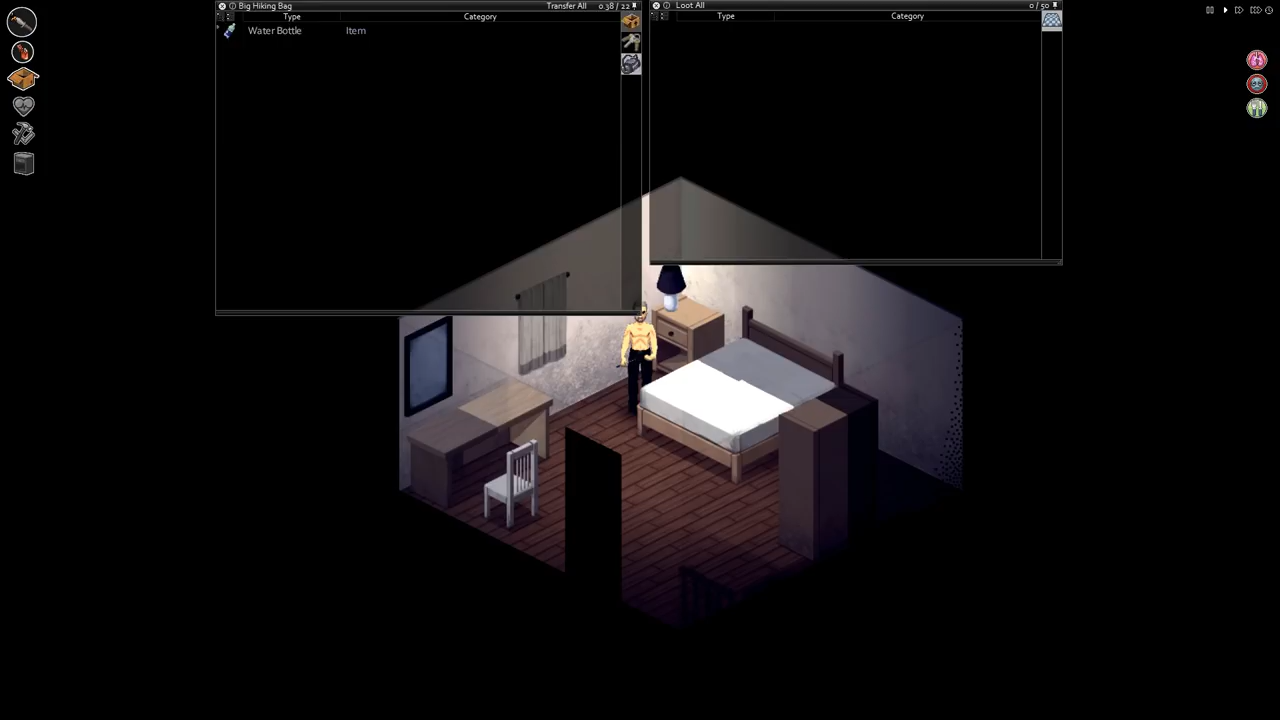 Big Hiking Bag Transfer All 0.38 / 22
Type Category
Water Bottle Item
Loot All 0 / 50
Type Category